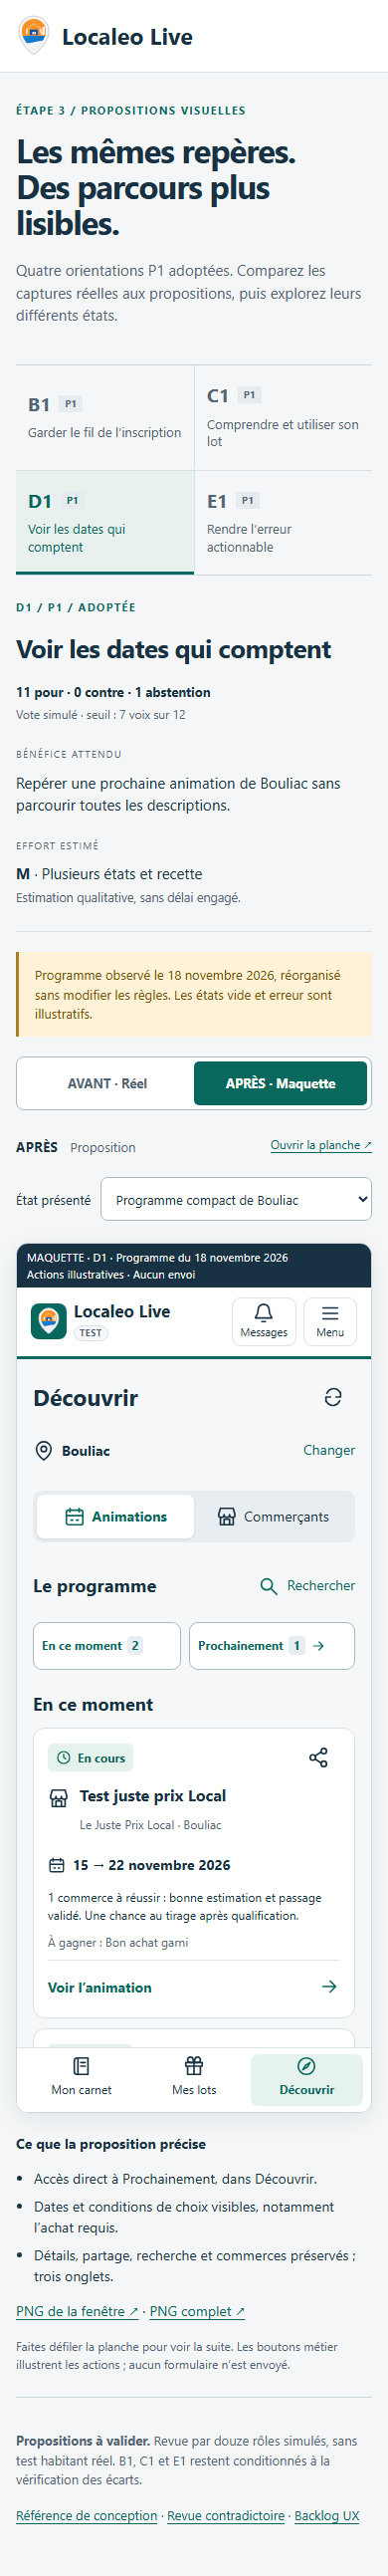 Localeo Live
ÉTAPE 3 / PROPOSITIONS VISUELLES
Les mêmes repères.
Des parcours plus
lisibles.
Quatre orientations P1 adoptées. Comparez les
captures réelles aux propositions, puis explorez leurs
différents états.
B1 P1
Garder le fil de l’inscription
C1 P1
Comprendre et utiliser son
lot
D1 P1
Voir les dates qui
comptent
E1 P1
Rendre l’erreur
actionnable
D1 / P1 / ADOPTÉE
Voir les dates qui comptent
11 pour · 0 contre · 1 abstention
Vote simulé · seuil : 7 voix sur 12
BÉNÉFICE ATTENDU
Repérer une prochaine animation de Bouliac sans
parcourir toutes les descriptions.
EFFORT ESTIMÉ
M · Plusieurs états et recette
Estimation qualitative, sans délai engagé.
Programme observé le 18 novembre 2026, réorganisé
sans modifier les règles. Les états vide et erreur sont
illustratifs.
AVANT · Réel
APRÈS · Maquette
APRÈS Proposition
Ouvrir la planche ↗
État présenté
Programme compact de Bouliac
MAQUETTE · D1 · Programme du 18 novembre 2026
Actions illustratives · Aucun envoi
Localeo Live
TEST
Messages
Menu
Découvrir
Bouliac
Changer
Animations
Commerçants
Le programme
Rechercher
En ce moment 2
Prochainement 1 →
En ce moment
En cours
Test juste prix Local
Le Juste Prix Local · Bouliac
15 → 22 novembre 2026
1 commerce à réussir : bonne estimation et passage
validé. Une chance au tirage après qualification.
À gagner : Bon achat garni
Voir l’animation →
Mon carnet
Mes lots
Découvrir
Ce que la proposition précise
• Accès direct à Prochainement, dans Découvrir.
• Dates et conditions de choix visibles, notamment
l’achat requis.
• Détails, partage, recherche et commerces préservés ;
trois onglets.
PNG de la fenêtre ↗ · PNG complet ↗
Faites défiler la planche pour voir la suite. Les boutons métier
illustrent les actions ; aucun formulaire n’est envoyé.
Propositions à valider. Revue par douze rôles simulés, sans
test habitant réel. B1, C1 et E1 restent conditionnés à la
vérification des écarts.
Référence de conception · Revue contradictoire · Backlog UX